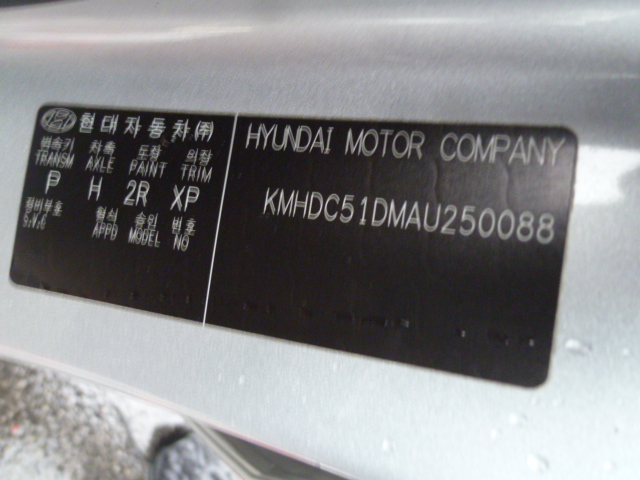 현대자동차(주)
변속기 차축 도장 의장
TRANSM AXLE PAINT TRIM
P H 2R XP
형식 승인 번호
APPD MODEL NO
HYUNDAI MOTOR COMPANY
KMHDC51DMAU250088